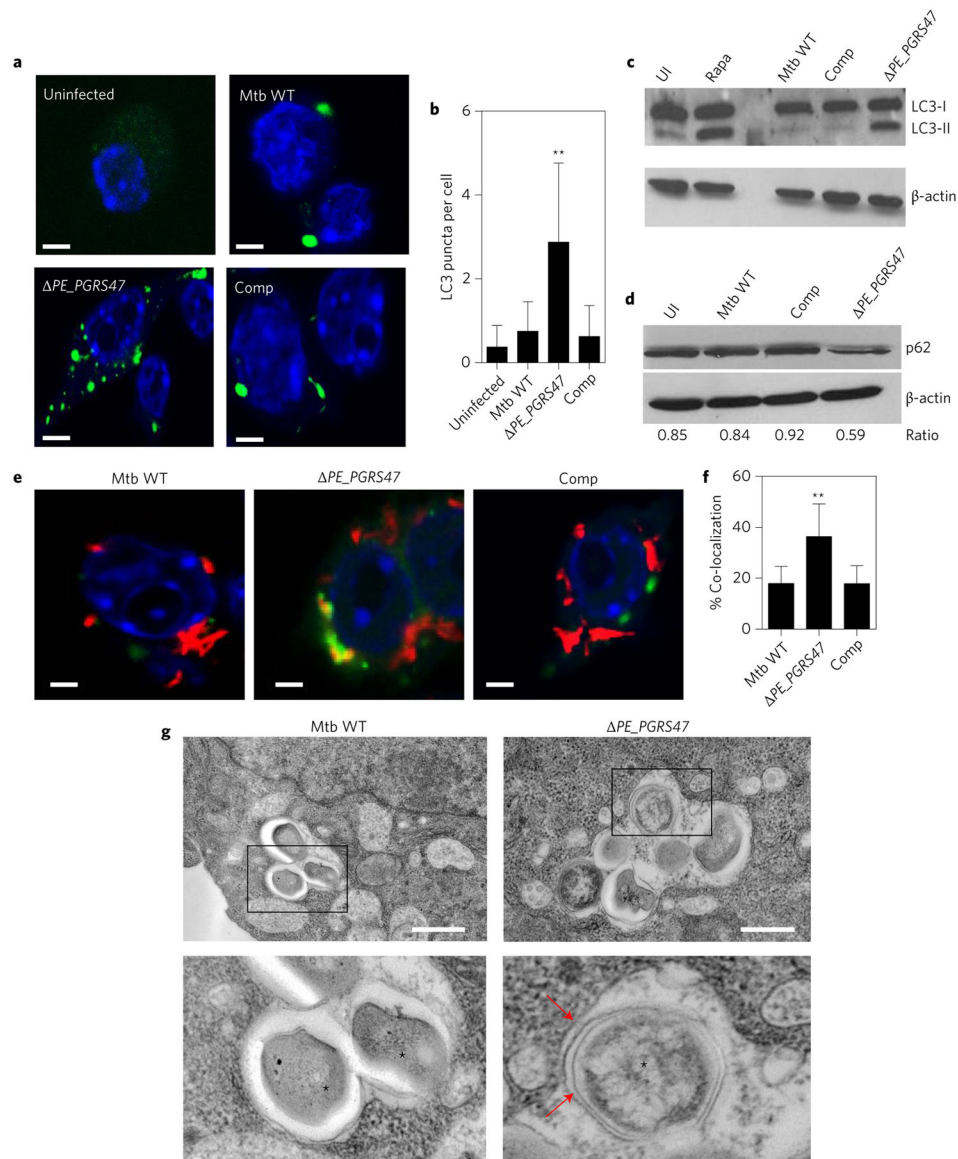 a
Uninfected
Mtb WT
ΔPE_PGRS47
Comp
b
LC3 puncta per cell
6
4
2
0
**
Uninfected
Mtb WT
ΔPE_PGRS47
Comp
c
UI
Rapa
Mtb WT
Comp
ΔPE_PGRS47
LC3-I
LC3-II
β-actin
d
UI
Mtb WT
Comp
ΔPE_PGRS47
p62
β-actin
0.85 0.84 0.92 0.59 Ratio
e
Mtb WT
ΔPE_PGRS47
Comp
f
% Co-localization
60
40
20
0
**
Mtb WT
ΔPE_PGRS47
Comp
g
Mtb WT
ΔPE_PGRS47